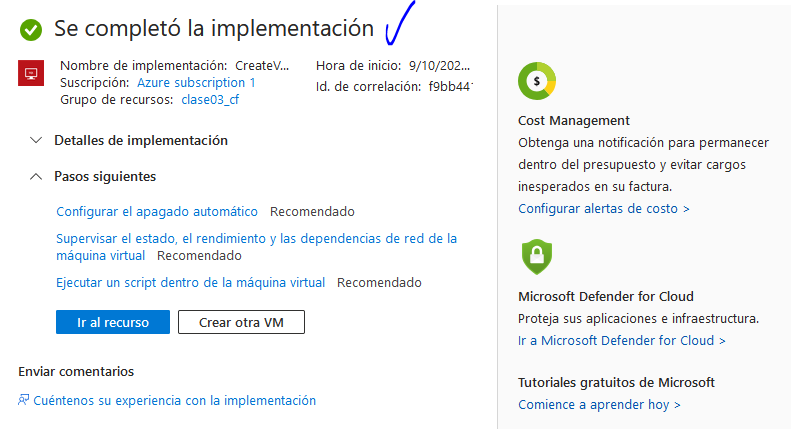 Se completó la implementación
Nombre de implementación: CreateV...
Hora de inicio: 9/10/202...
Suscripción: Azure subscription 1
Id. de correlación: f9bb441
Grupo de recursos: clase03_cf
Detalles de implementación
Pasos siguientes
Configurar el apagado automático Recomendado
Supervisar el estado, el rendimiento y las dependencias de red de la
máquina virtual Recomendado
Ejecutar un script dentro de la máquina virtual Recomendado
Ir al recurso
Crear otra VM
Enviar comentarios
Cuéntenos su experiencia con la implementación
$
Cost Management
Obtenga una notificación para permanecer
dentro del presupuesto y evitar cargos
inesperados en su factura.
Configurar alertas de costo >
Microsoft Defender for Cloud
Proteja sus aplicaciones e infraestructura.
Ir a Microsoft Defender for Cloud >
Tutoriales gratuitos de Microsoft
Comience a aprender hoy >